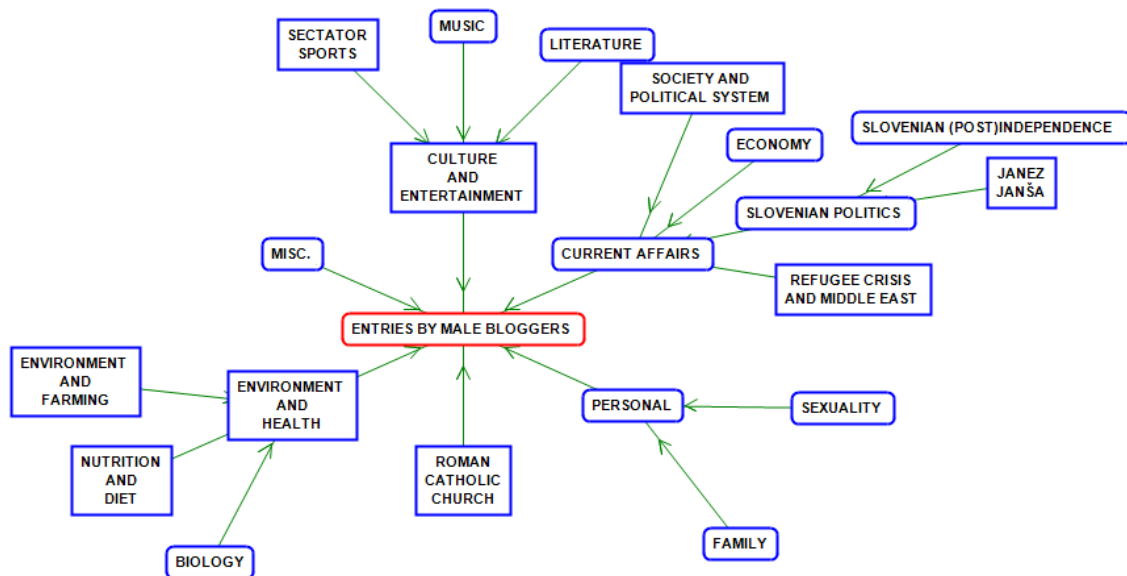 SECTATOR
SPORTS
MUSIC
LITERATURE
SOCIETY AND
POLITICAL SYSTEM
ECONOMY
SLOVENIAN (POST)INDEPENDENCE
JANEZ
JANŠA
SLOVENIAN POLITICS
CULTURE
AND
ENTERTAINMENT
MISC.
CURRENT AFFAIRS
REFUGEE CRISIS
AND MIDDLE EAST
ENTRIES BY MALE BLOGGERS
ENVIRONMENT
AND
FARMING
ENVIRONMENT
AND
HEALTH
PERSONAL
SEXUALITY
NUTRITION
AND
DIET
ROMAN
CATHOLIC
CHURCH
BIOLOGY
FAMILY